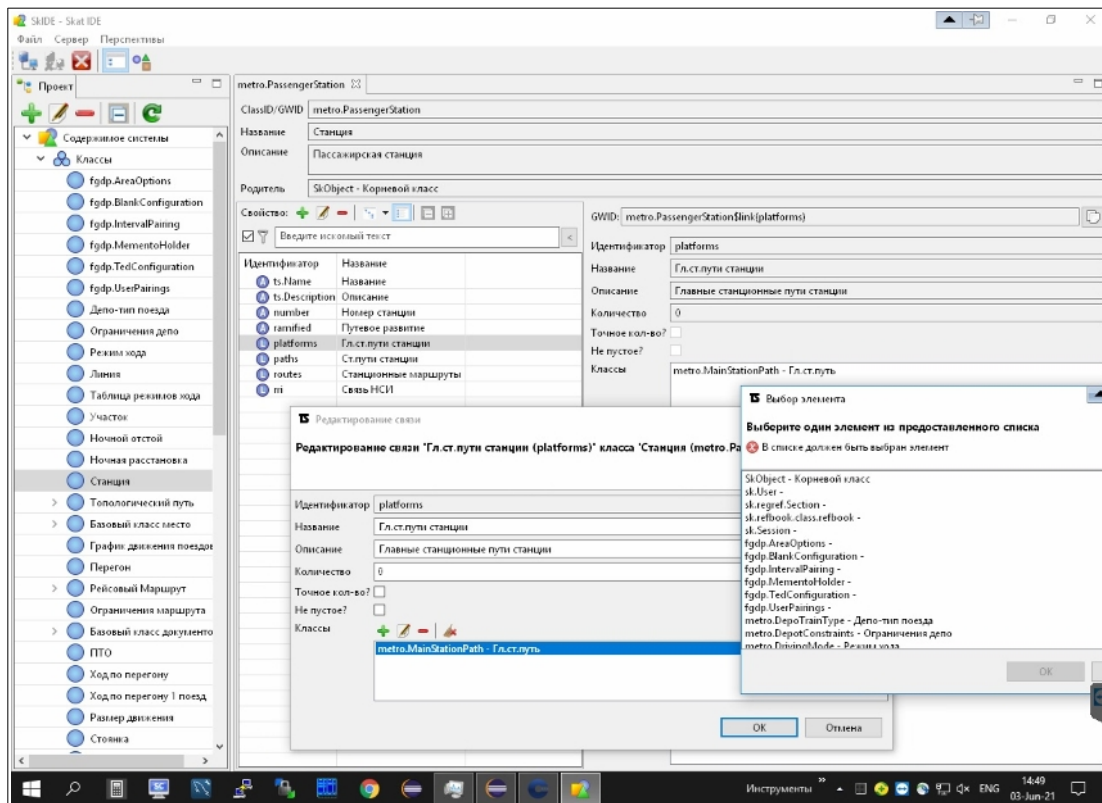 SkIDE - Skat IDE
Файл Сервер Перспективы
Проект
Содержимое системы
Классы
fgdp.AreaOptions
fgdp.BlankConfiguration
fgdp.IntervalPairing
fgdp.MementoHolder
fgdp.TedConfiguration
fgdp.UserPairings
Депо-тип поезда
Ограничения депо
Режим хода
Линия
Таблица режимов хода
Участок
Ночной отстой
Ночная расстановка
Станция
Топологический путь
Базовый класс место
График движения поездов
Перегон
Рейсовый Маршрут
Ограничения маршрута
Базовый класс документо
ПТО
Ход по перегону
Ход по перегону 1 поезд
Размер движения
Стоянка
metro.PassengerStation
ClassID/GWID metro.PassengerStation
Название Станция
Описание Пассажирская станция
Родитель SkObject - Корневой класс
Свойство:
Введите искомый текст
Идентификатор Название
ts.Name Название
ts.Description Описание
number Номер станции
ramified Путевое развитие
platforms Гл.ст.пути станции
paths Ст.пути станции
routes Станционные маршруты
rri Связь НСИ
GWID: metro.PassengerStation$link(platforms)
Идентификатор platforms
Название Гл.ст.пути станции
Описание Главные станционные пути станции
Количество 0
Точное кол-во?
Не пустое?
Классы metro.MainStationPath - Гл.ст.путь
Редактирование связи
Редактирование связи 'Гл.ст.пути станции (platforms)' класса 'Станция (metro.Pa
Идентификатор platforms
Название Гл.ст.пути станции
Описание Главные станционные пути станции
Количество 0
Точное кол-во?
Не пустое?
Классы
metro.MainStationPath - Гл.ст.путь
OK Отмена
Выбор элемента
Выберите один элемент из предоставленного списка
В списке должен быть выбран элемент
SkObject - Корневой класс
sk.User -
sk.regref.Section -
sk.refbook.class.refbook -
sk.Session -
fgdp.AreaOptions -
fgdp.BlankConfiguration -
fgdp.IntervalPairing -
fgdp.MementoHolder -
fgdp.TedConfiguration -
fgdp.UserPairings -
metro.DepoTrainType - Депо-тип поезда
metro.DepotConstraints - Ограничения депо
metro.DrivingMode - Режим хода
OK
Инструменты
ENG
14:49
03-Jun-21